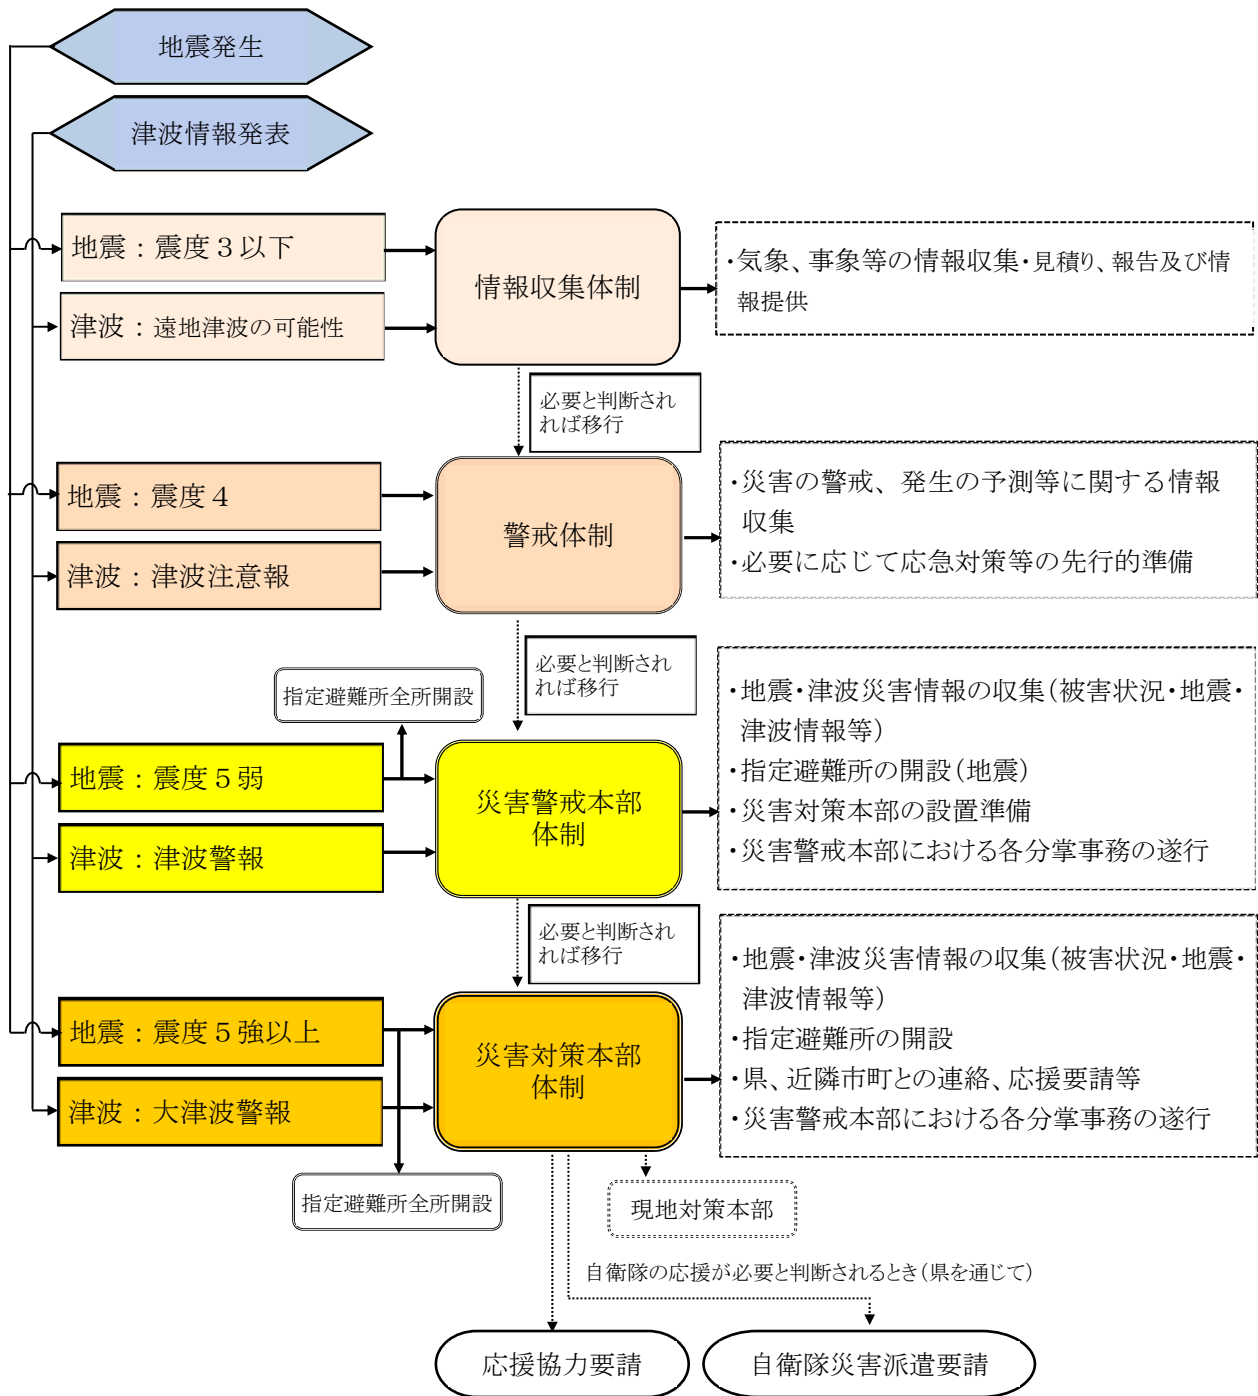 地震発生
津波情報発表
地震：震度３以下
津波：遠地津波の可能性
情報収集体制
・気象、事象等の情報収集・見積り、報告及び情
報提供
必要と判断され
れば移行
地震：震度４
津波：津波注意報
警戒体制
・災害の警戒、発生の予測等に関する情報
収集
・必要に応じて応急対策等の先行的準備
必要と判断され
れば移行
指定避難所全所開設
地震：震度５弱
津波：津波警報
災害警戒本部
体制
・地震・津波災害情報の収集（被害状況・地震・
津波情報等）
・指定避難所の開設（地震）
・災害対策本部の設置準備
・災害警戒本部における各分掌事務の遂行
必要と判断され
れば移行
地震：震度５強以上
津波：大津波警報
災害対策本部
体制
・地震・津波災害情報の収集（被害状況・地震・
津波情報等）
・指定避難所の開設
・県、近隣市町との連絡、応援要請等
・災害警戒本部における各分掌事務の遂行
指定避難所全所開設
現地対策本部
自衛隊の応援が必要と判断されるとき（県を通じて）
応援協力要請
自衛隊災害派遣要請